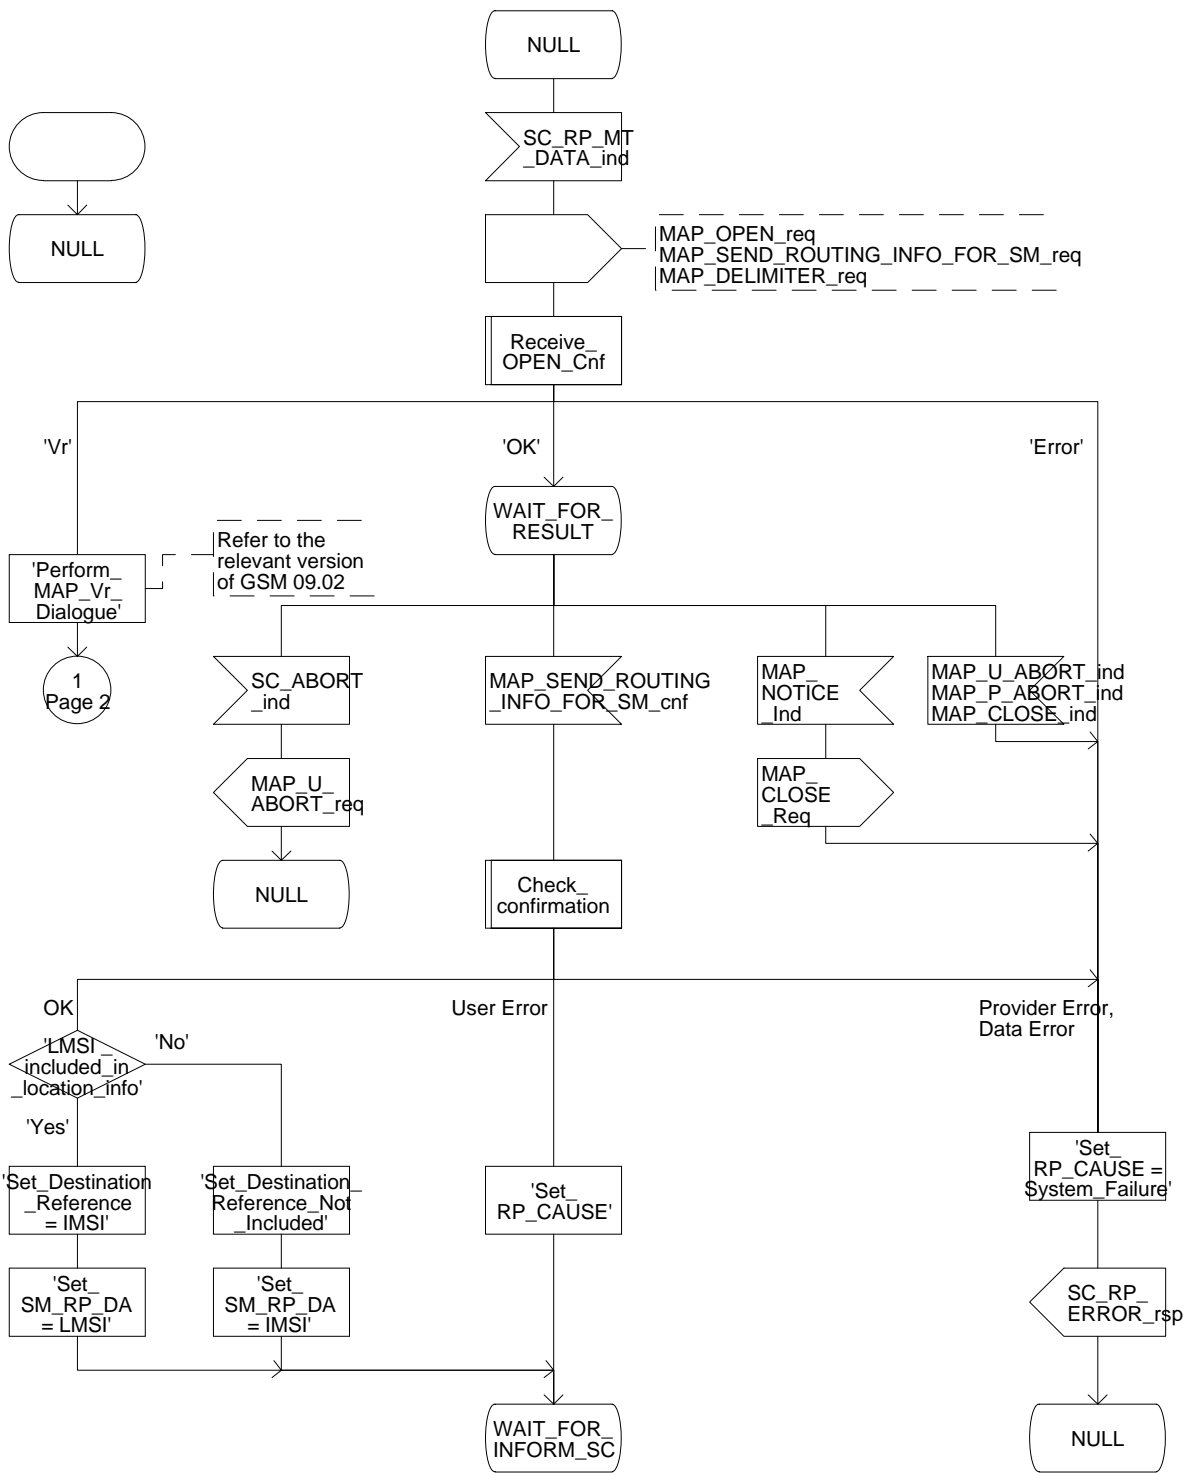 NULL
SC_RP_MT
_DATA_ind
NULL
MAP_OPEN_req
MAP_SEND_ROUTING_INFO_FOR_SM_req
MAP_DELIMITER_req
Receive_
OPEN_Cnf
'Vr'
'OK'
'Error'
WAIT_FOR_
RESULT
Refer to the
relevant version
of GSM 09.02
'Perform_
MAP_Vr_
Dialogue'
1
Page 2
SC_ABORT
_ind
MAP_SEND_ROUTING
_INFO_FOR_SM_cnf
MAP_
NOTICE
_Ind
MAP_U_ABORT_ind
MAP_P_ABORT_ind
MAP_CLOSE_ind
MAP_U_
ABORT_req
MAP_
CLOSE
_Req
NULL
Check_
confirmation
OK
User Error
Provider Error,
Data Error
'LMSI_
included_in
_location_info'
'No'
'Yes'
'Set_Destination
_Reference
= IMSI'
'Set_Destination_
Reference_Not
_Included'
'Set_
RP_CAUSE'
'Set_
RP_CAUSE =
System_Failure'
'Set_
SM_RP_DA
= LMSI'
'Set_
SM_RP_DA
= IMSI'
SC_RP_
ERROR_rsp
WAIT_FOR_
INFORM_SC
NULL